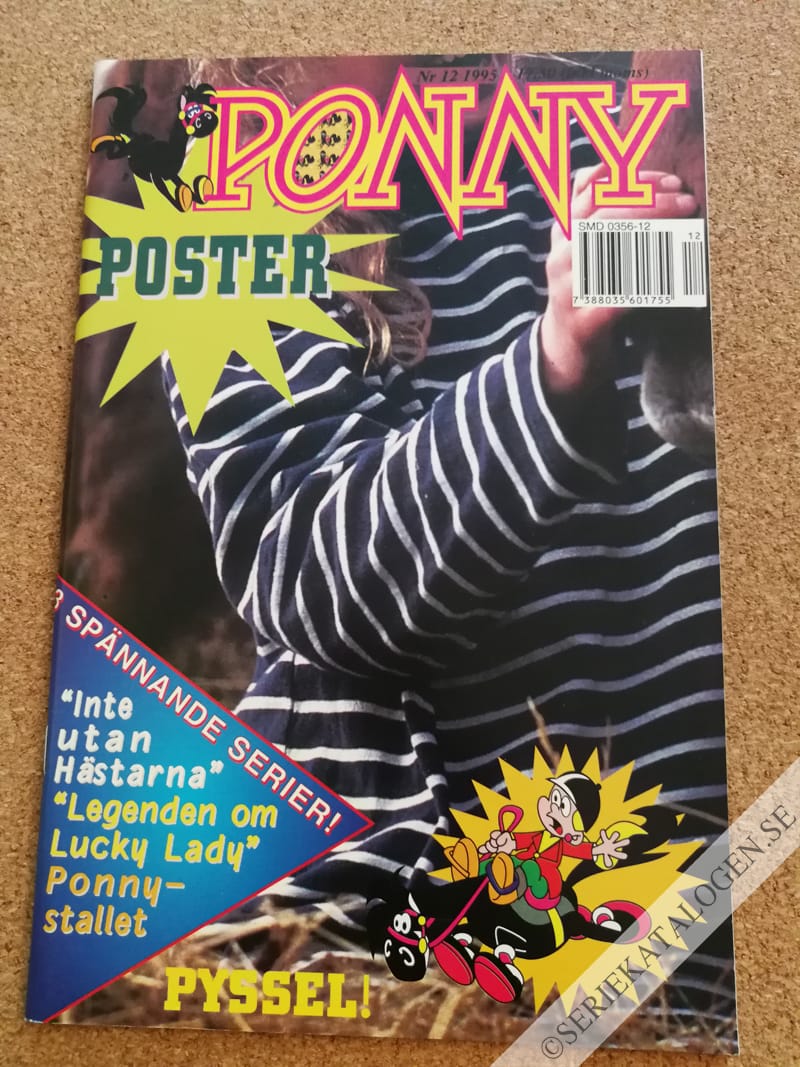 Nr 12 1995
PONNY
POSTER
SMD 0356-12
12
7 388035 601755
3 SPÄNNANDE SERIER!
"Inte
utan
Hästarna"
"Legenden om
Lucky Lady"
Ponny-
stallet
PYSSEL!
©SERIEKATALOGEN.SE